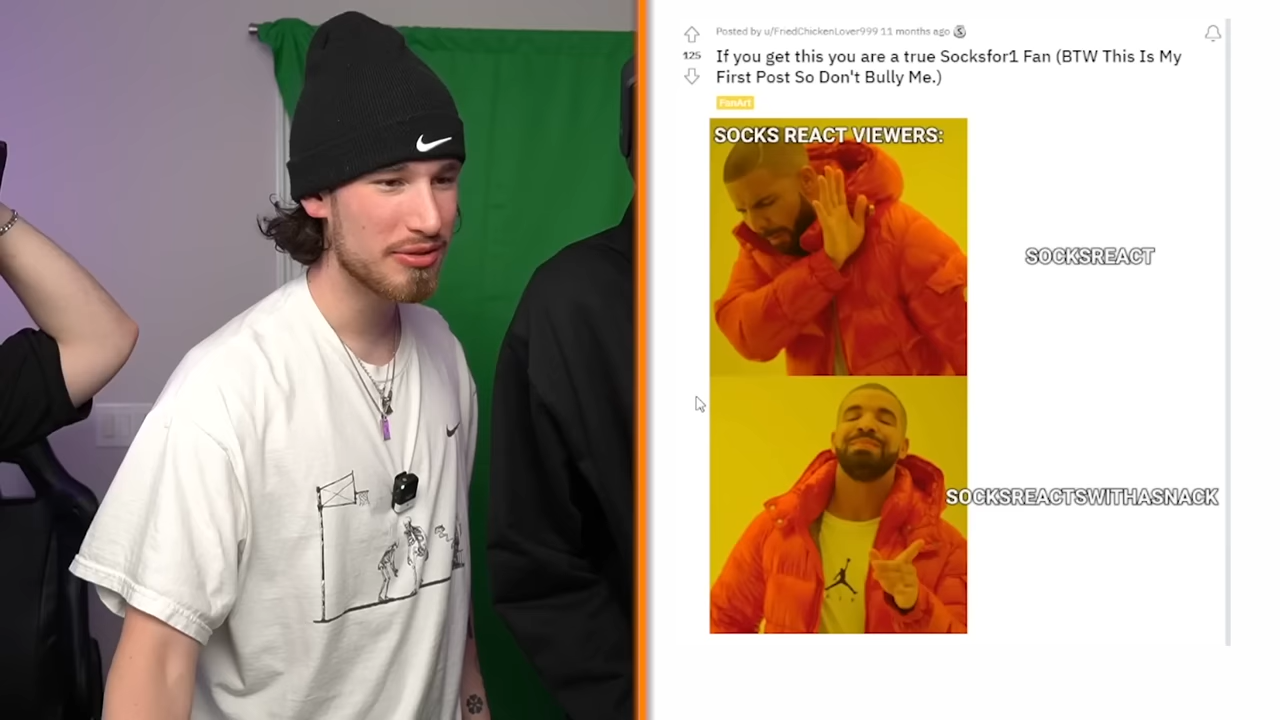 Posted by u/FriedChickenLover999 11 months ago
125
If you get this you are a true Socksfor1 Fan (BTW This Is My
First Post So Don't Bully Me.)
FanArt
SOCKS REACT VIEWERS:
SOCKSREACT
SOCKSREACTSWITHASNACK